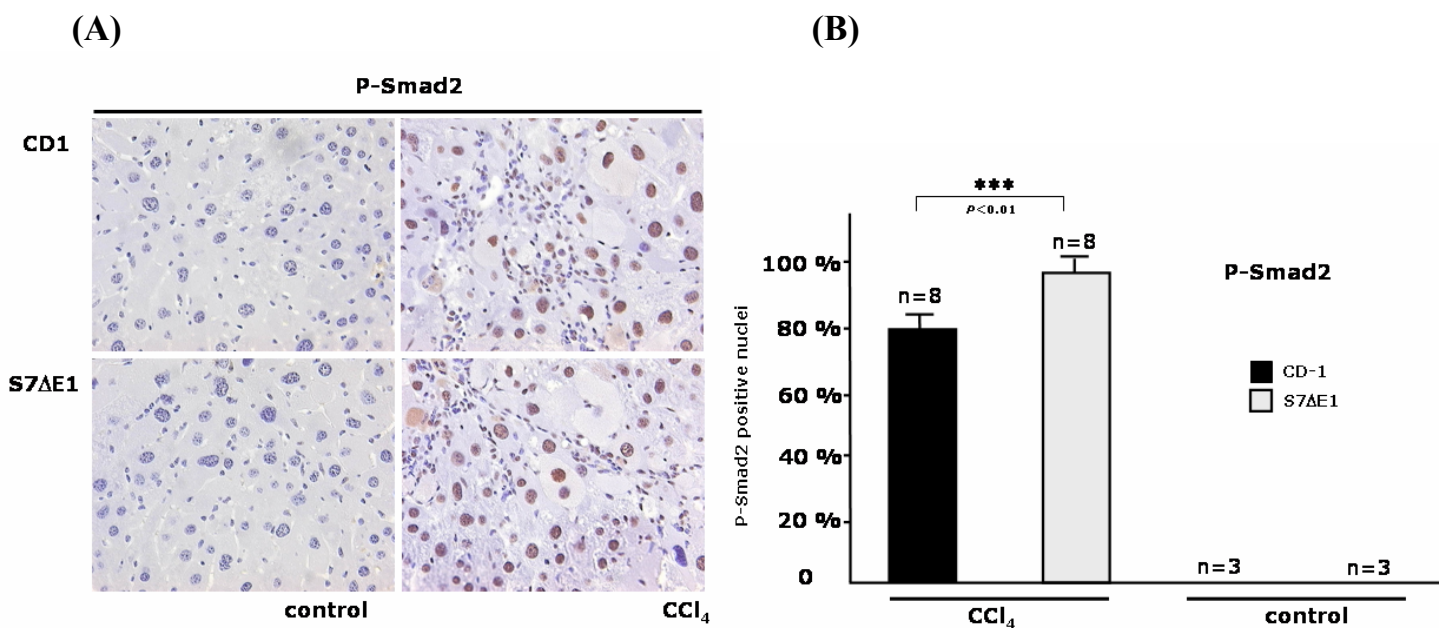 (A)
P-Smad2
CD1
S7ΔE1
control
CCl₄
(B)
***
P<0.01
n=8
n=8
P-Smad2
100 %
80 %
60 %
40 %
20 %
0
P-Smad2 positive nuclei
CD-1
S7ΔE1
n=3
n=3
CCl₄
control